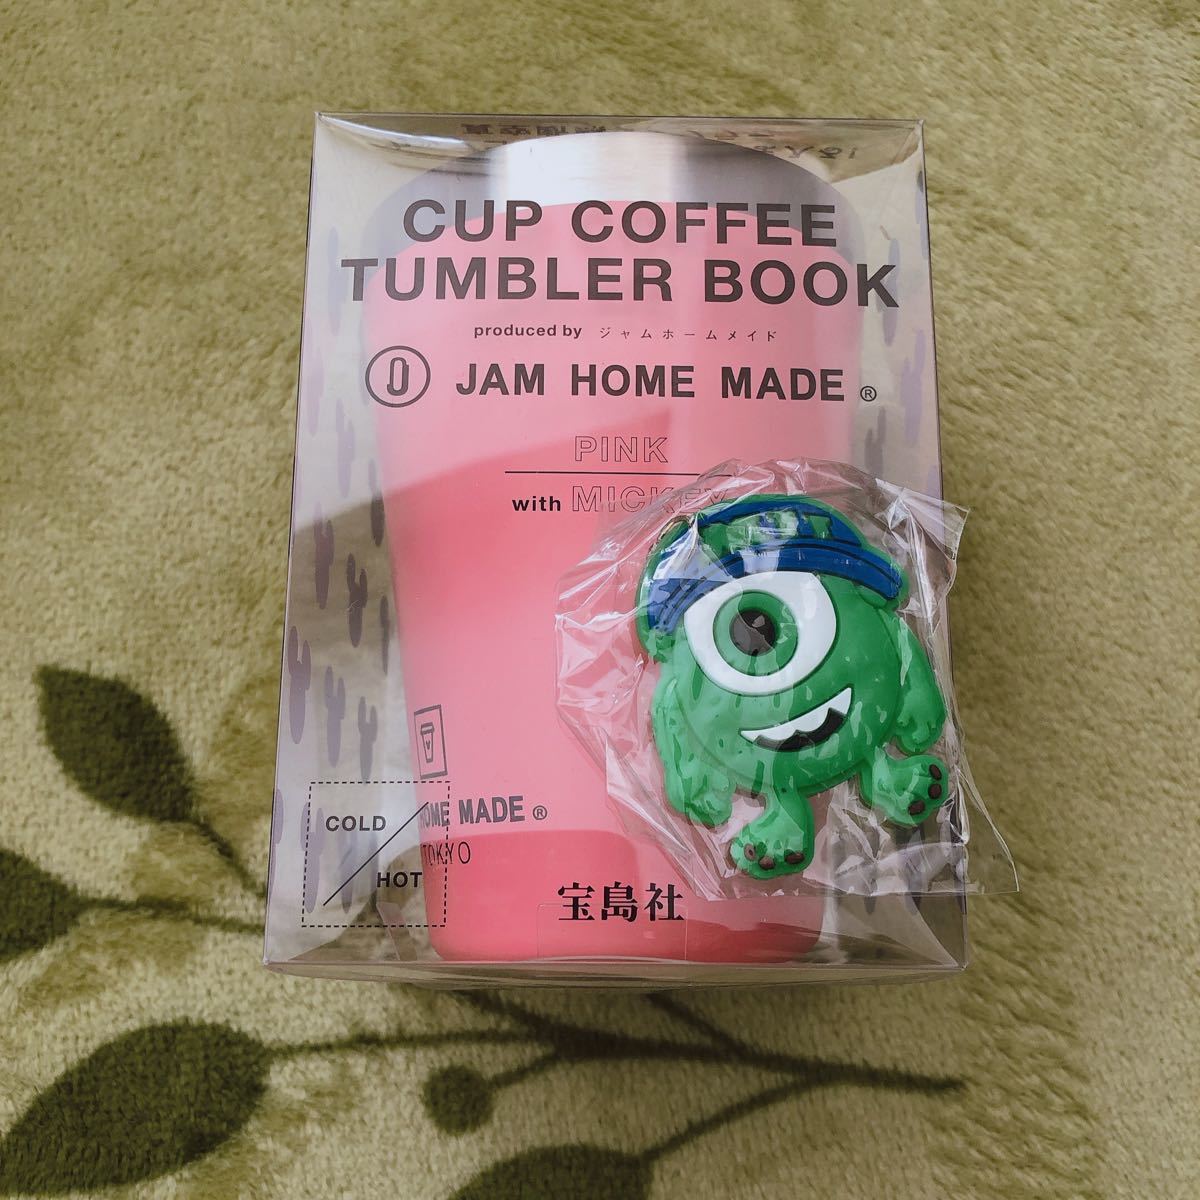 CUP COFFEE
TUMBLER BOOK
produced by ジャムホームメイド
JAM HOME MADE ®
PINK
with MICKEY
HOME MADE ®
TOKYO
COLD
HOT
宝島社